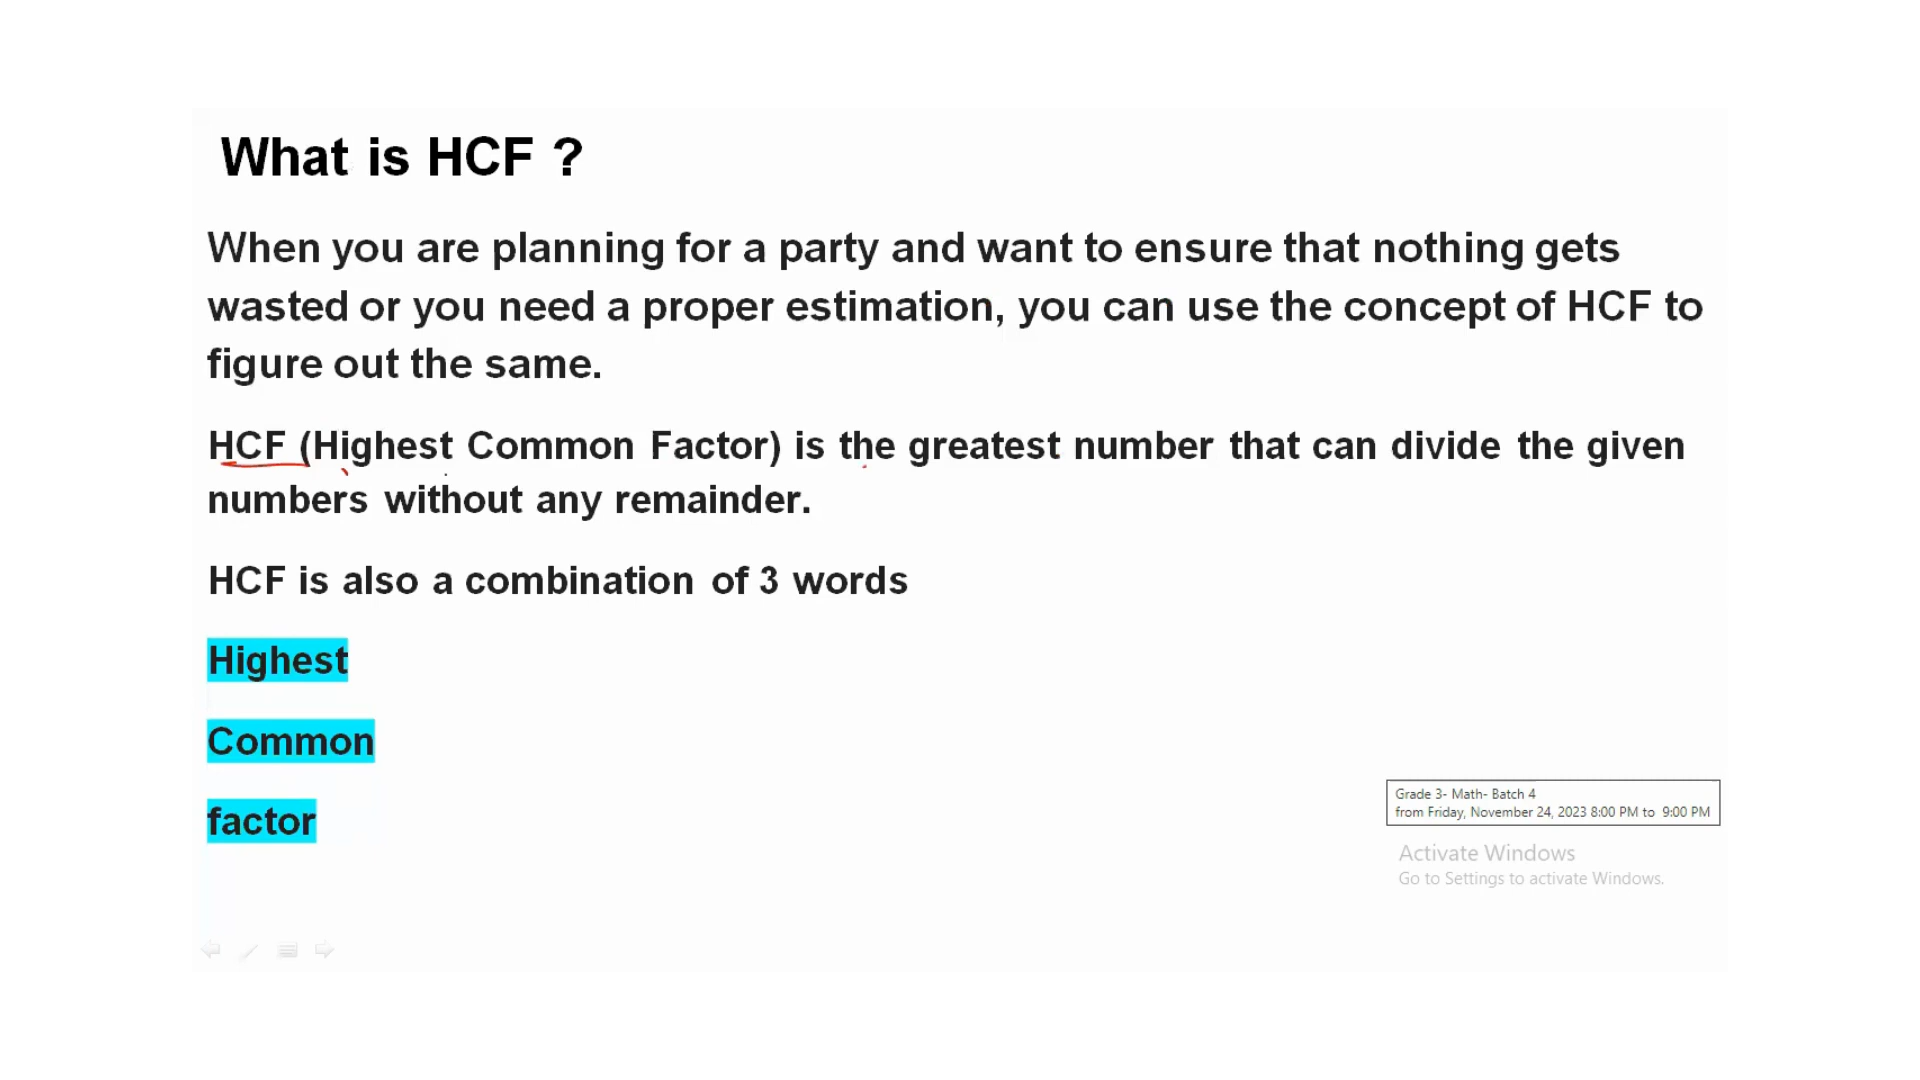 What is HCF ?
When you are planning for a party and want to ensure that nothing gets
wasted or you need a proper estimation, you can use the concept of HCF to
figure out the same.
HCF (Highest Common Factor) is the greatest number that can divide the given
numbers without any remainder.
HCF is also a combination of 3 words
Highest
Common
factor
Grade 3- Math- Batch 4
from Friday, November 24, 2023 8:00 PM to 9:00 PM
Activate Windows
Go to Settings to activate Windows.